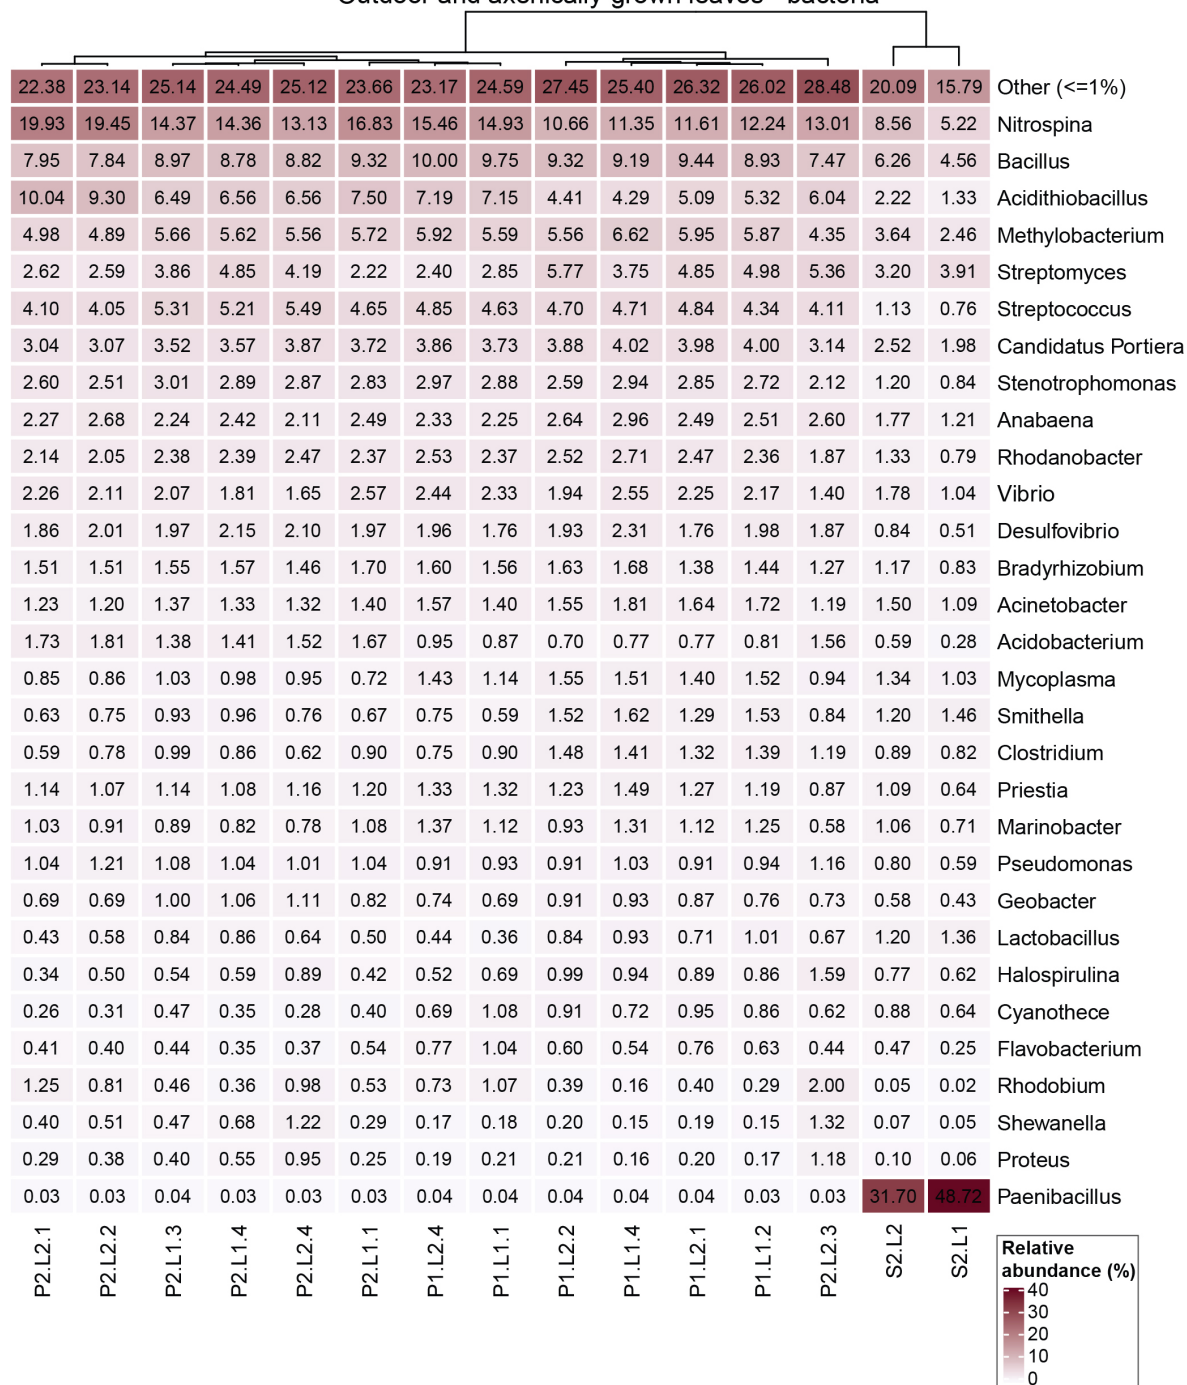 Outdoor and axenically grown leaves - bacteria
22.38 23.14 25.14 24.49 25.12 23.66 23.17 24.59 27.45 25.40 26.32 26.02 28.48 20.09 15.79 Other (<=1%)
19.93 19.45 14.37 14.36 13.13 16.83 15.46 14.93 10.66 11.35 11.61 12.24 13.01 8.56 5.22 Nitrospina
7.95 7.84 8.97 8.78 8.82 9.32 10.00 9.75 9.32 9.19 9.44 8.93 7.47 6.26 4.56 Bacillus
10.04 9.30 6.49 6.56 6.56 7.50 7.19 7.15 4.41 4.29 5.09 5.32 6.04 2.22 1.33 Acidithiobacillus
4.98 4.89 5.66 5.62 5.56 5.72 5.92 5.59 5.56 6.62 5.95 5.87 4.35 3.64 2.46 Methylobacterium
2.62 2.59 3.86 4.85 4.19 2.22 2.40 2.85 5.77 3.75 4.85 4.98 5.36 3.20 3.91 Streptomyces
4.10 4.05 5.31 5.21 5.49 4.65 4.85 4.63 4.70 4.71 4.84 4.34 4.11 1.13 0.76 Streptococcus
3.04 3.07 3.52 3.57 3.87 3.72 3.86 3.73 3.88 4.02 3.98 4.00 3.14 2.52 1.98 Candidatus Portiera
2.60 2.51 3.01 2.89 2.87 2.83 2.97 2.88 2.59 2.94 2.85 2.72 2.12 1.20 0.84 Stenotrophomonas
2.27 2.68 2.24 2.42 2.11 2.49 2.33 2.25 2.64 2.96 2.49 2.51 2.60 1.77 1.21 Anabaena
2.14 2.05 2.38 2.39 2.47 2.37 2.53 2.37 2.52 2.71 2.47 2.36 1.87 1.33 0.79 Rhodanobacter
2.26 2.11 2.07 1.81 1.65 2.57 2.44 2.33 1.94 2.55 2.25 2.17 1.40 1.78 1.04 Vibrio
1.86 2.01 1.97 2.15 2.10 1.97 1.96 1.76 1.93 2.31 1.76 1.98 1.87 0.84 0.51 Desulfovibrio
1.51 1.51 1.55 1.57 1.46 1.70 1.60 1.56 1.63 1.68 1.38 1.44 1.27 1.17 0.83 Bradyrhizobium
1.23 1.20 1.37 1.33 1.32 1.40 1.57 1.40 1.55 1.81 1.64 1.72 1.19 1.50 1.09 Acinetobacter
1.73 1.81 1.38 1.41 1.52 1.67 0.95 0.87 0.70 0.77 0.77 0.81 1.56 0.59 0.28 Acidobacterium
0.85 0.86 1.03 0.98 0.95 0.72 1.43 1.14 1.55 1.51 1.40 1.52 0.94 1.34 1.03 Mycoplasma
0.63 0.75 0.93 0.96 0.76 0.67 0.75 0.59 1.52 1.62 1.29 1.53 0.84 1.20 1.46 Smithella
0.59 0.78 0.99 0.86 0.62 0.90 0.75 0.90 1.48 1.41 1.32 1.39 1.19 0.89 0.82 Clostridium
1.14 1.07 1.14 1.08 1.16 1.20 1.33 1.32 1.23 1.49 1.27 1.19 0.87 1.09 0.64 Priestia
1.03 0.91 0.89 0.82 0.78 1.08 1.37 1.12 0.93 1.31 1.12 1.25 0.58 1.06 0.71 Marinobacter
1.04 1.21 1.08 1.04 1.01 1.04 0.91 0.93 0.91 1.03 0.91 0.94 1.16 0.80 0.59 Pseudomonas
0.69 0.69 1.00 1.06 1.11 0.82 0.74 0.69 0.91 0.93 0.87 0.76 0.73 0.58 0.43 Geobacter
0.43 0.58 0.84 0.86 0.64 0.50 0.44 0.36 0.84 0.93 0.71 1.01 0.67 1.20 1.36 Lactobacillus
0.34 0.50 0.54 0.59 0.89 0.42 0.52 0.69 0.99 0.94 0.89 0.86 1.59 0.77 0.62 Halospirulina
0.26 0.31 0.47 0.35 0.28 0.40 0.69 1.08 0.91 0.72 0.95 0.86 0.62 0.88 0.64 Cyanothece
0.41 0.40 0.44 0.35 0.37 0.54 0.77 1.04 0.60 0.54 0.76 0.63 0.44 0.47 0.25 Flavobacterium
1.25 0.81 0.46 0.36 0.98 0.53 0.73 1.07 0.39 0.16 0.40 0.29 2.00 0.05 0.02 Rhodobium
0.40 0.51 0.47 0.68 1.22 0.29 0.17 0.18 0.20 0.15 0.19 0.15 1.32 0.07 0.05 Shewanella
0.29 0.38 0.40 0.55 0.95 0.25 0.19 0.21 0.21 0.16 0.20 0.17 1.18 0.10 0.06 Proteus
0.03 0.03 0.04 0.03 0.03 0.03 0.04 0.04 0.04 0.04 0.04 0.03 0.03 31.70 48.72 Paenibacillus
P2.L2.1 P2.L2.2 P2.L1.3 P2.L1.4 P2.L2.4 P2.L1.1 P1.L2.4 P1.L1.1 P1.L2.2 P1.L1.4 P1.L2.1 P1.L1.2 P2.L2.3 S2.L2 S2.L1
Relative
abundance (%)
40
30
20
10
0